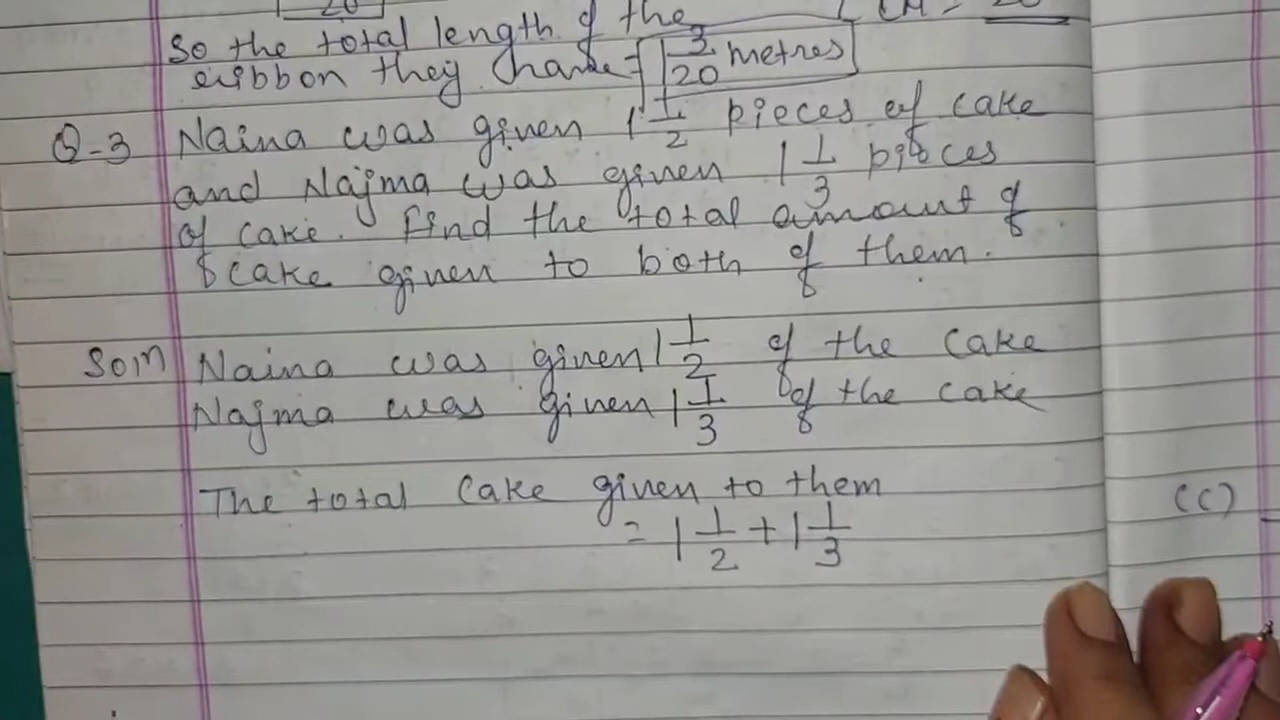 20
So the total length of the
ribbon they have = 1 3/20 metres
Q-3 Naina was given 1 1/2 pieces of cake
and Najma was given 1 1/3 pieces
of cake. Find the total amount of
cake given to both of them.
Soln Naina was given 1 1/2 of the cake
Najma was given 1 1/3 of the cake
The total cake given to them
= 1 1/2 + 1 1/3
(C)